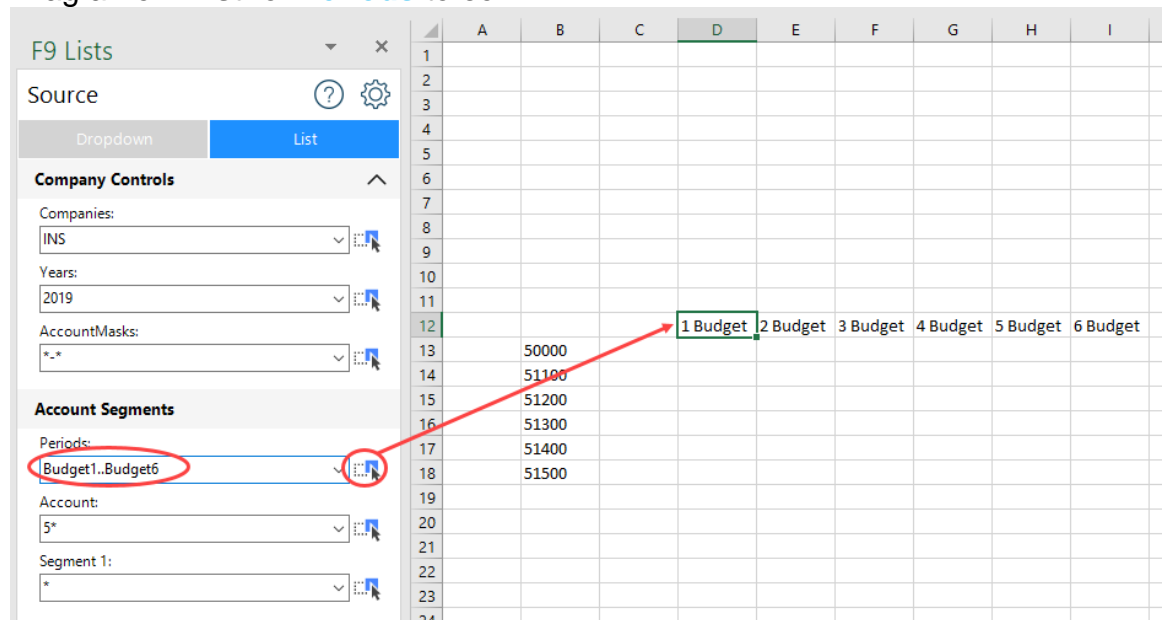 F9 Lists
Source
Dropdown List
Company Controls
Companies:
INS
Years:
2019
AccountMasks:
*-*
Account Segments
Periods:
Budget1..Budget6
Account:
5*
Segment 1:
*
A B C D E F G H I
1
2
3
4
5
6
7
8
9
10
11
12 1 Budget 2 Budget 3 Budget 4 Budget 5 Budget 6 Budget
13 50000
14 51100
15 51200
16 51300
17 51400
18 51500
19
20
21
22
23